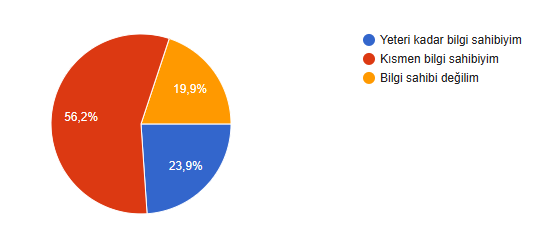 Yeteri kadar bilgi sahibiyim
Kısmen bilgi sahibiyim
Bilgi sahibi değilim
19,9%
56,2%
23,9%